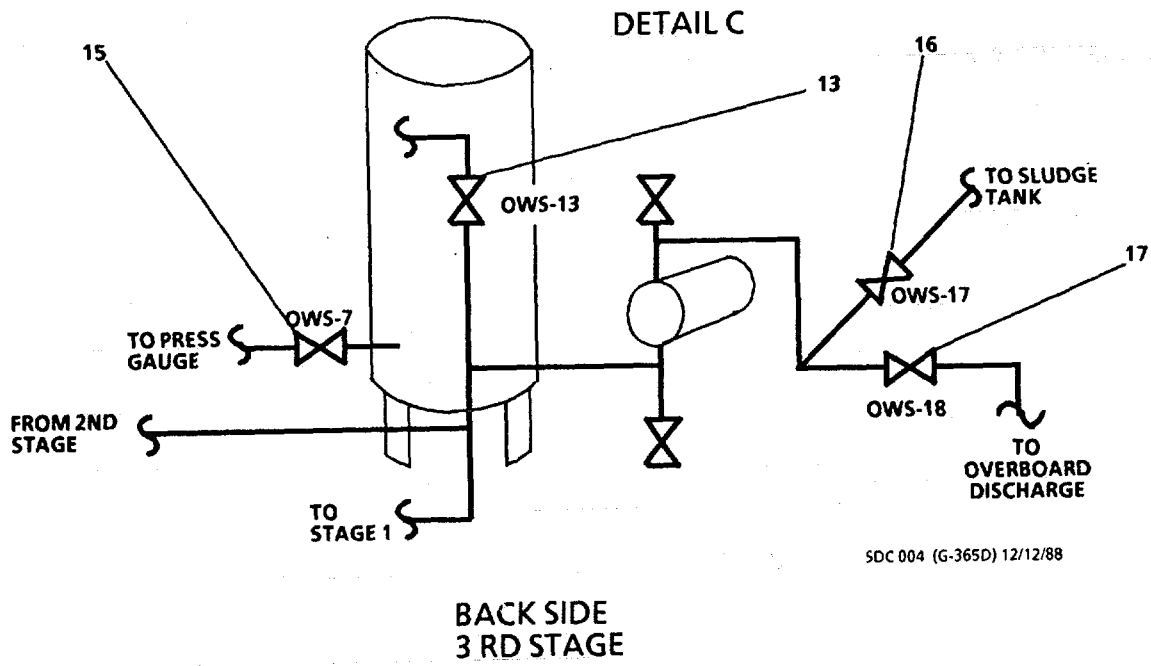 DETAIL C
15
16
13
TO SLUDGE
TANK
OWS-13
17
OWS-7
OWS-17
TO PRESS
GAUGE
OWS-18
FROM 2ND
STAGE
TO
OVERBOARD
DISCHARGE
TO
STAGE 1
SDC 004 (G-365D) 12/12/88
BACK SIDE
3 RD STAGE